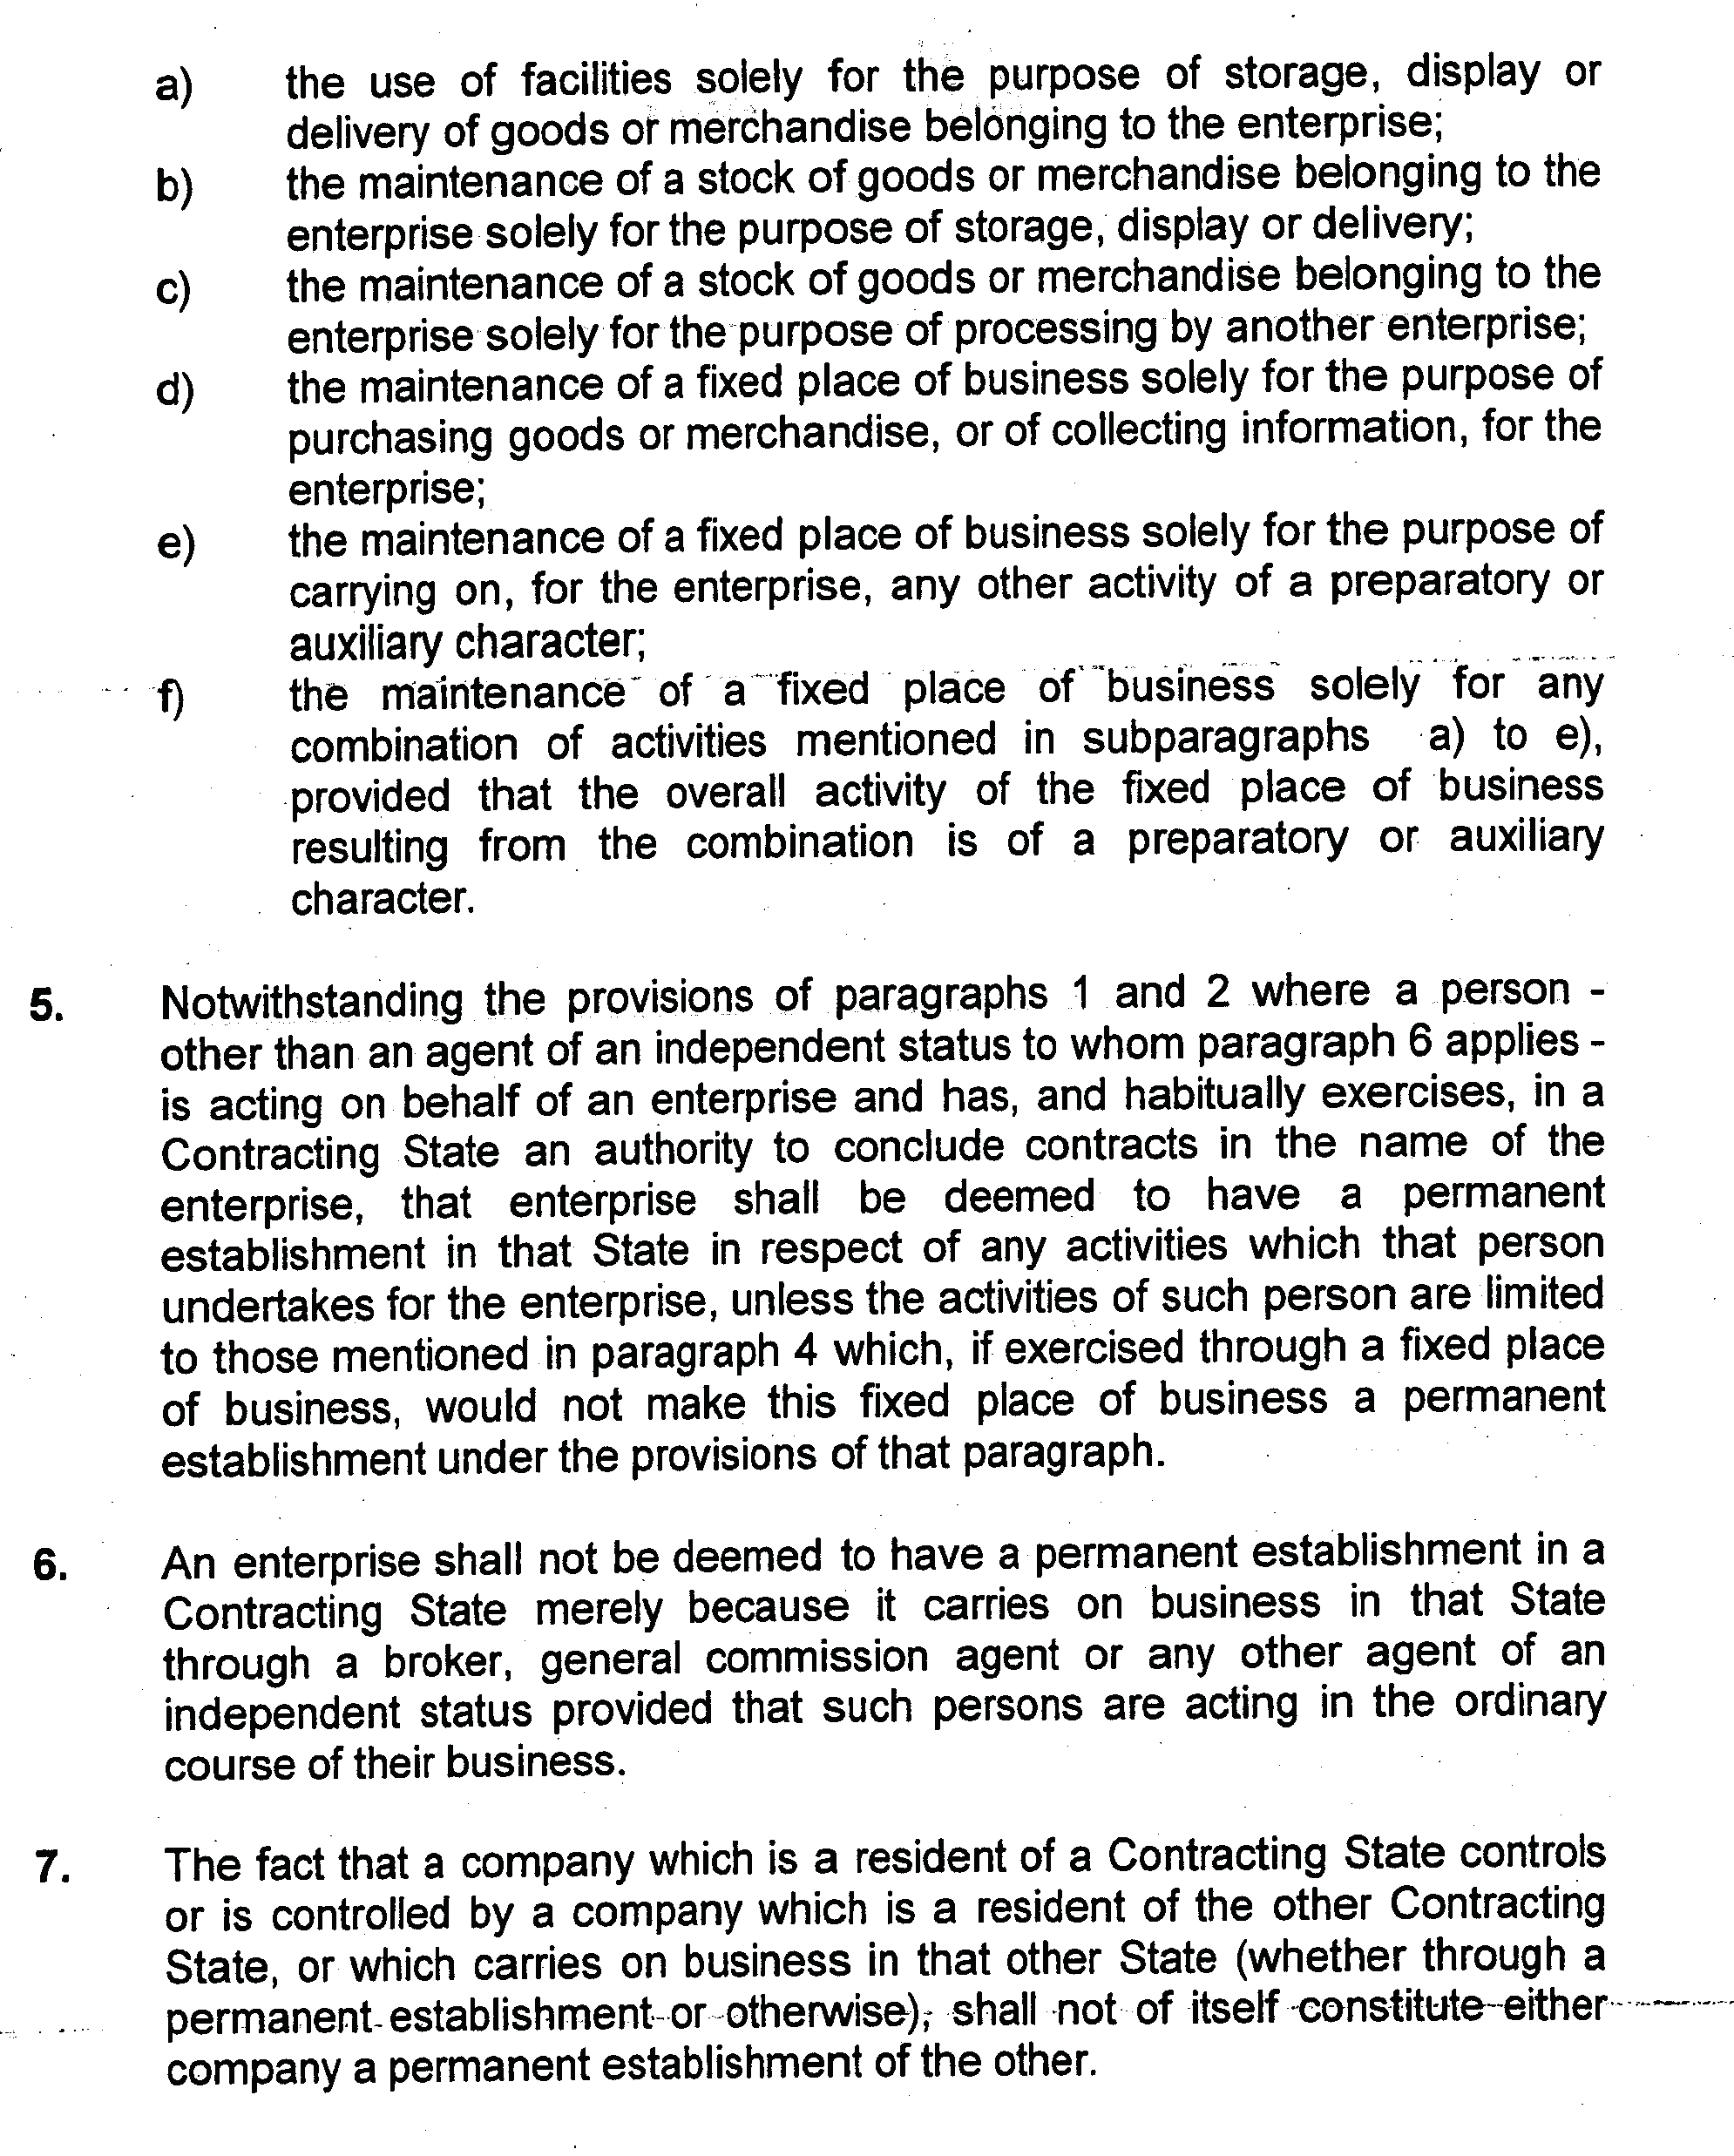 a) the use of facilities solely for the purpose of storage, display or
delivery of goods or merchandise belonging to the enterprise;
b) the maintenance of a stock of goods or merchandise belonging to the
enterprise solely for the purpose of storage, display or delivery;
c) the maintenance of a stock of goods or merchandise belonging to the
enterprise solely for the purpose of processing by another enterprise;
d) the maintenance of a fixed place of business solely for the purpose of
purchasing goods or merchandise, or of collecting information, for the
enterprise;
e) the maintenance of a fixed place of business solely for the purpose of
carrying on, for the enterprise, any other activity of a preparatory or
auxiliary character;
f) the maintenance of a fixed place of business solely for any
combination of activities mentioned in subparagraphs a) to e),
provided that the overall activity of the fixed place of business
resulting from the combination is of a preparatory or auxiliary
character.
5. Notwithstanding the provisions of paragraphs 1 and 2 where a person -
other than an agent of an independent status to whom paragraph 6 applies -
is acting on behalf of an enterprise and has, and habitually exercises, in a
Contracting State an authority to conclude contracts in the name of the
enterprise, that enterprise shall be deemed to have a permanent
establishment in that State in respect of any activities which that person
undertakes for the enterprise, unless the activities of such person are limited
to those mentioned in paragraph 4 which, if exercised through a fixed place
of business, would not make this fixed place of business a permanent
establishment under the provisions of that paragraph.
6. An enterprise shall not be deemed to have a permanent establishment in a
Contracting State merely because it carries on business in that State
through a broker, general commission agent or any other agent of an
independent status provided that such persons are acting in the ordinary
course of their business.
7. The fact that a company which is a resident of a Contracting State controls
or is controlled by a company which is a resident of the other Contracting
State, or which carries on business in that other State (whether through a
permanent establishment or otherwise), shall not of itself constitute either
company a permanent establishment of the other.